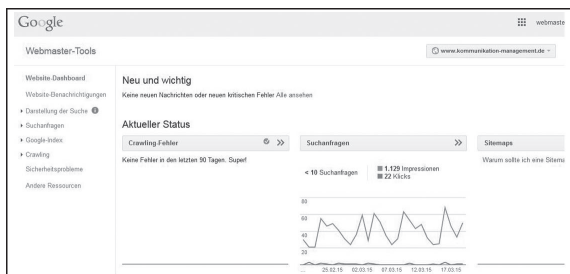 Google
webmaste
Webmaster-Tools
www.kommunikation-management.de
Website-Dashboard
Website-Benachrichtigungen
Darstellung der Suche
Suchanfragen
Google-Index
Crawling
Sicherheitsprobleme
Andere Ressourcen
Neu und wichtig
Keine neuen Nachrichten oder neuen kritischen Fehler Alle ansehen
Aktueller Status
Crawling-Fehler
Keine Fehler in den letzten 90 Tagen. Super!
Suchanfragen
< 10 Suchanfragen
1.129 Impressionen
22 Klicks
80
60
40
20
... 25.02.15 02.03.15 07.03.15 12.03.15 17.03.15
Sitemaps
Warum sollte ich eine Sitema